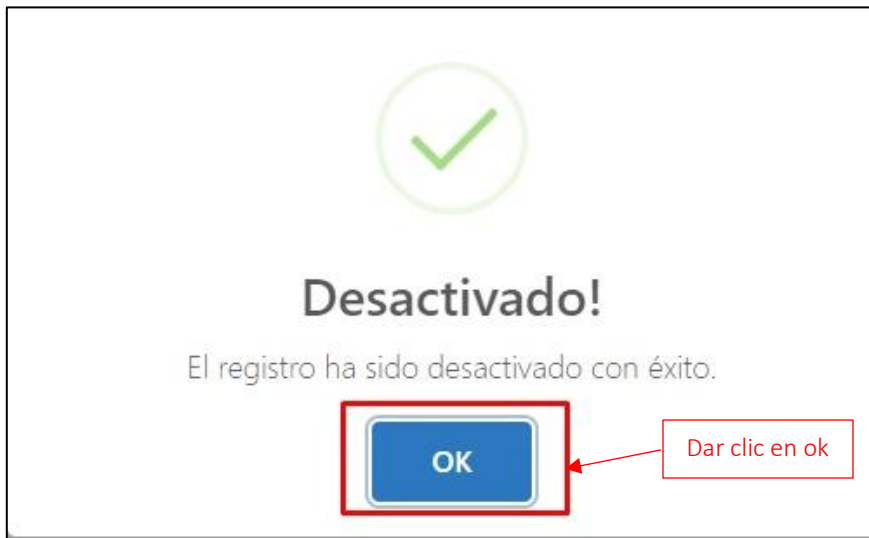 Desactivado!
El registro ha sido desactivado con éxito.
OK
Dar clic en ok